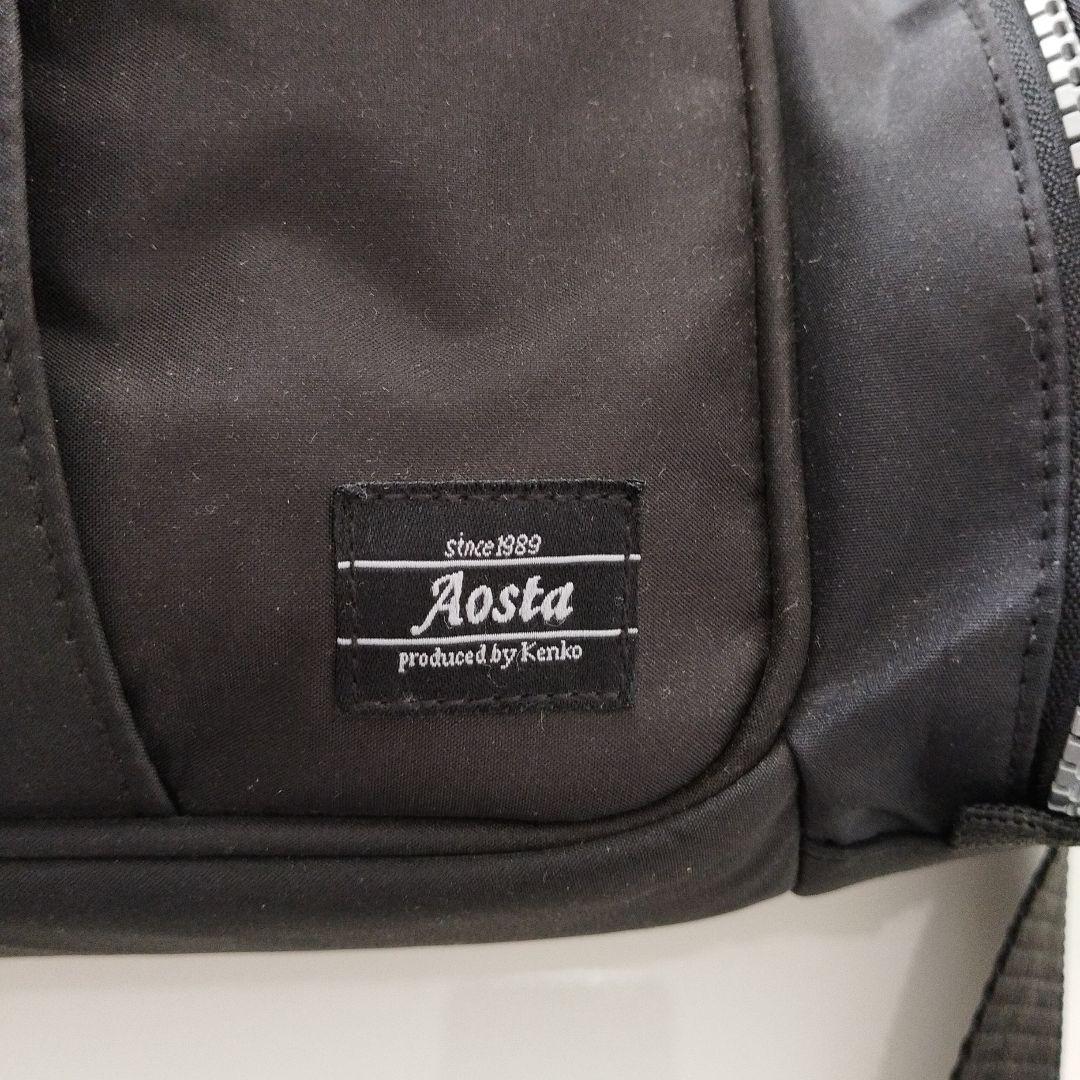 since1989
Aosta
produced by Kenko